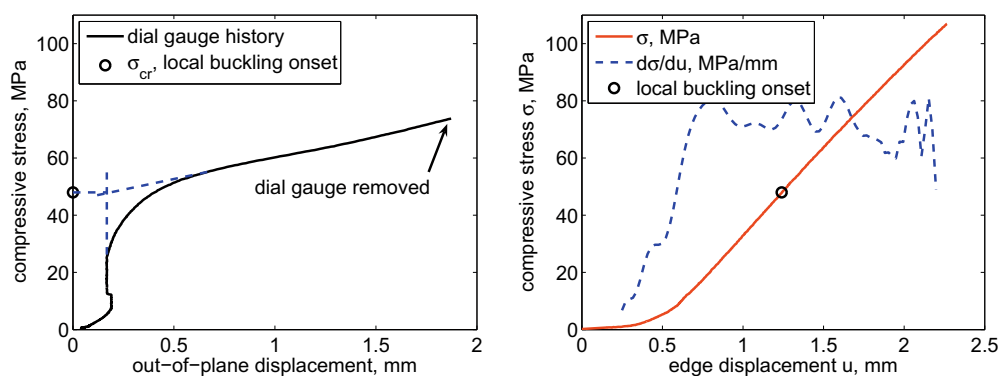 dial gauge history
σcr, local buckling onset
dial gauge removed
compressive stress, MPa
100
80
60
40
20
0
0
0.5
1
1.5
2
out−of−plane displacement, mm
σ, MPa
dσ/du, MPa/mm
local buckling onset
compressive stress σ, MPa
100
80
60
40
20
0
0
0.5
1
1.5
2
2.5
edge displacement u, mm